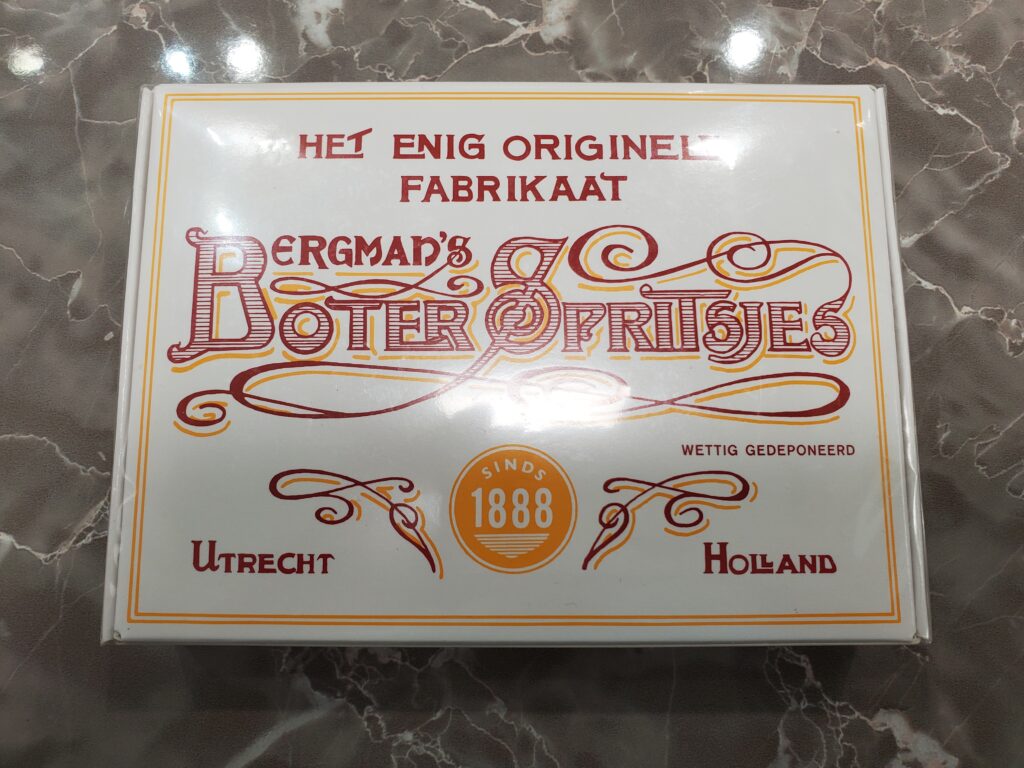 HET ENIG ORIGINEEL
FABRIKAAT
BERGMAN'S
BOTER SPRITSJES
WETTIG GEDEPONEERD
SINDS
1888
UTRECHT
HOLLAND